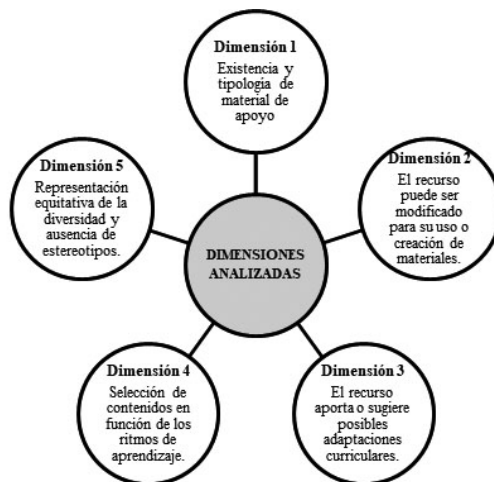 Dimensión 1
Existencia y
tipología de
material de
apoyo
Dimensión 2
El recurso
puede ser
modificado
para su uso o
creación de
materiales.
Dimensión 3
El recurso
aporta o sugiere
posibles
adaptaciones
curriculares.
Dimensión 4
Selección de
contenidos en
función de los
ritmos de
aprendizaje.
Dimensión 5
Representación
equitativa de la
diversidad y
ausencia de
estereotipos.
DIMENSIONES
ANALIZADAS